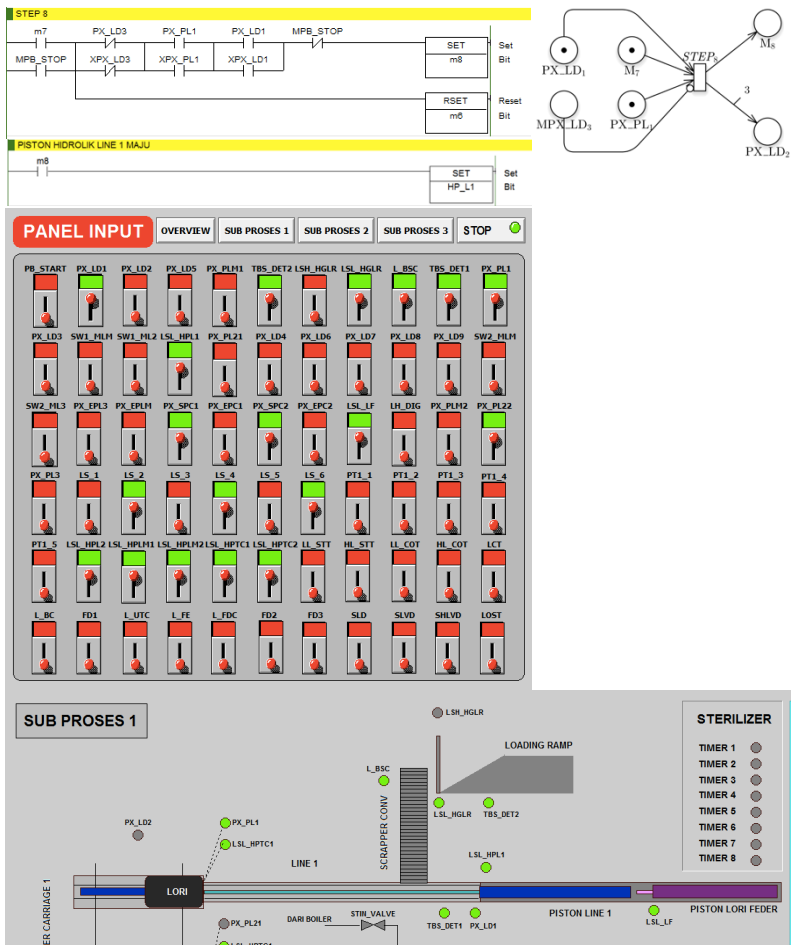 STEP 8
m7 PX_LD3 PX_PL1 PX_LD1 MPB_STOP
SET Set
m8 Bit
MPB_STOP XPX_LD3 XPX_PL1 XPX_LD1
RSET Reset
m6 Bit
PISTON HIDROLIK LINE 1 MAJU
m8
SET Set
HP_L1 Bit
PX_LD1 M7 STEP8 M8
3
MPX_LD3 PX_PL1 PX_LD2
PANEL INPUT OVERVIEW SUB PROSES 1 SUB PROSES 2 SUB PROSES 3 STOP
PB_START PX_LD1 PX_LD2 PX_LD5 PX_PLM1 TBS_DET2 LSH_HGLR LSL_HGLR L_BSC TBS_DET1 PX_PL1
PX_LD3 SW1_MLM SW1_ML2 LSL_HPL1 PX_PL21 PX_LD4 PX_LD6 PX_LD7 PX_LD8 PX_LD9 SW2_MLM
SW2_ML3 PX_EPL3 PX_EPLM PX_SPC1 PX_EPC1 PX_SPC2 PX_EPC2 LSL_LF LH_DIG PX_PLM2 PX_PL22
PX_PL3 LS_1 LS_2 LS_3 LS_4 LS_5 LS_6 PT1_1 PT1_2 PT1_3 PT1_4
PT1_5 LSL_HPL2 LSL_HPLM1 LSL_HPLM2 LSL_HPTC1 LSL_HPTC2 LL_STT HL_STT LL_COT HL_COT LCT
L_BC FD1 L_UTC L_FE L_FDC FD2 FD3 SLD SLVD SHLVD LOST
SUB PROSES 1
LSH_HGLR
STERILIZER
LOADING RAMP
TIMER 1
TIMER 2
TIMER 3
TIMER 4
TIMER 5
TIMER 6
TIMER 7
TIMER 8
L_BSC
SCRAPPER CONV
LSL_HGLR TBS_DET2
PX_LD2 PX_PL1
LSL_HPTC1
LINE 1
LSL_HPL1
LORI
ER CARRIAGE 1
PISTON LINE 1
PISTON LORI FEDER
LSL_LF
PX_PL21
DARI BOILER
STIN_VALVE
TBS_DET1 PX_LD1